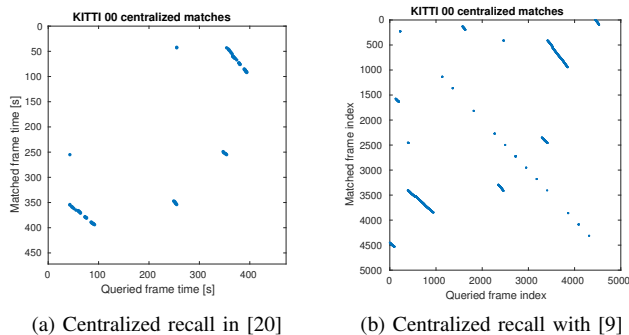 KITTI 00 centralized matches
0
50
100
150
200
250
300
350
400
450
Matched frame time [s]
0 100 200 300 400
Queried frame time [s]
(a) Centralized recall in [20]
KITTI 00 centralized matches
0
500
1000
1500
2000
2500
3000
3500
4000
4500
5000
Matched frame index
0 1000 2000 3000 4000 5000
Queried frame index
(b) Centralized recall with [9]